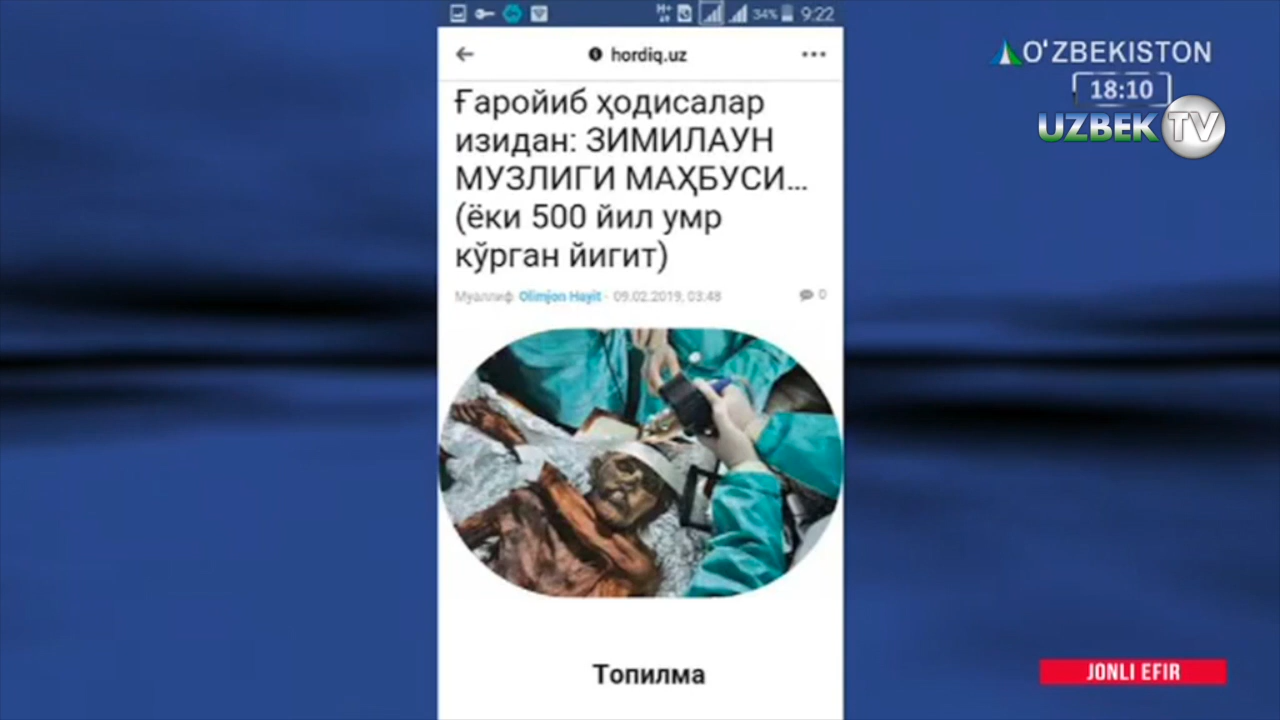 34% 9:22
hordiq.uz
Ғаройиб ҳодисалар
изидан: ЗИМИЛАУН
МУЗЛИГИ МАҲБУСИ...
(ёки 500 йил умр
кўрган йигит)
Муаллиф: Olimjon Hayit - 09.02.2019, 03:48
0
Топилма
O'ZBEKISTON
18:10
UZBEK TV
JONLI EFIR